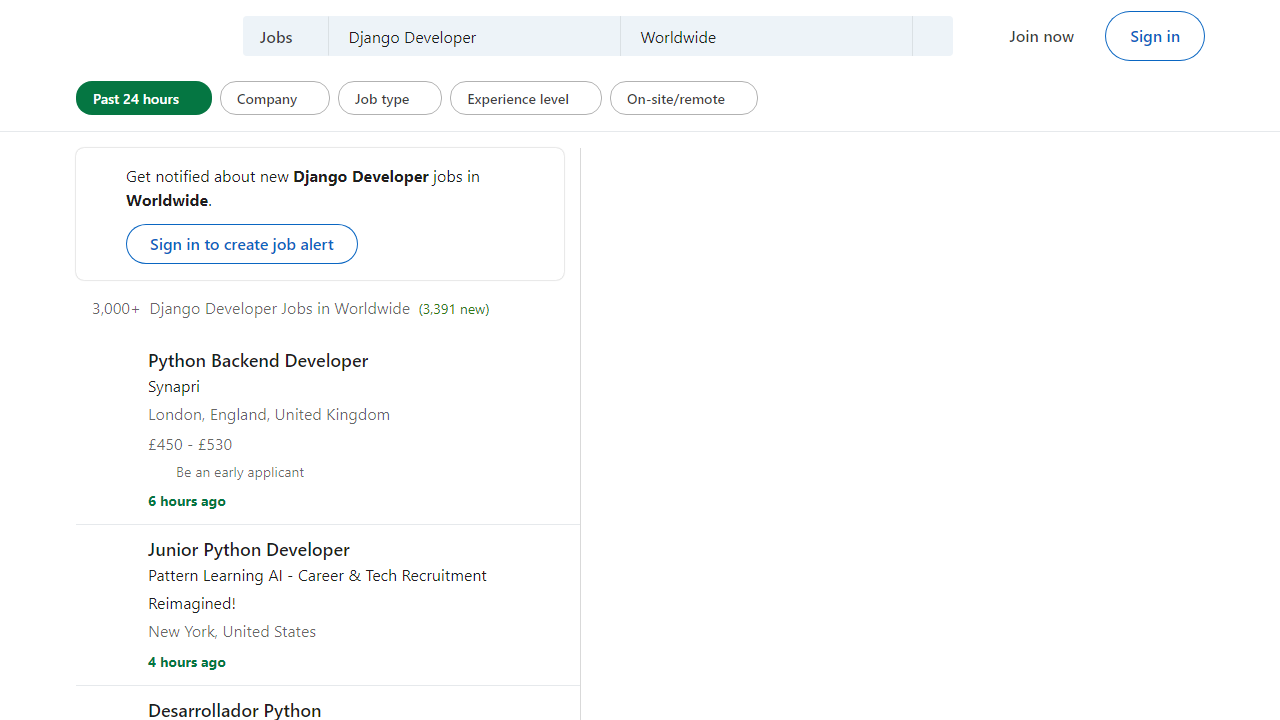 Jobs
Django Developer
Worldwide
Join now
Sign in
Past 24 hours
Company
Job type
Experience level
On-site/remote
Get notified about new Django Developer jobs in
Worldwide.
Sign in to create job alert
3,000+ Django Developer Jobs in Worldwide (3,391 new)
Python Backend Developer
Synapri
London, England, United Kingdom
£450 - £530
Be an early applicant
6 hours ago
Junior Python Developer
Pattern Learning AI - Career & Tech Recruitment
Reimagined!
New York, United States
4 hours ago
Desarrollador Python